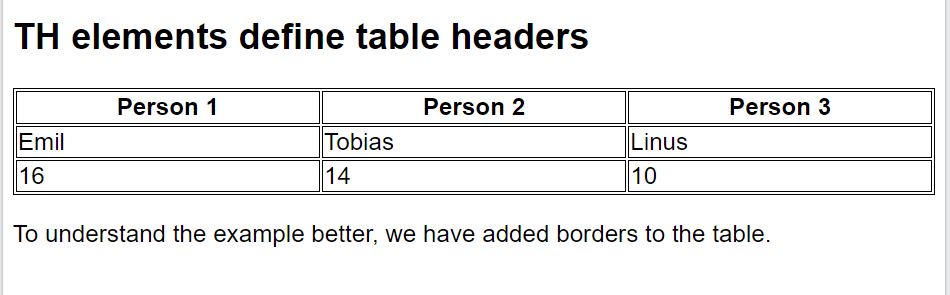 TH elements define table headers
Person 1 Person 2 Person 3
Emil Tobias Linus
16 14 10
To understand the example better, we have added borders to the table.